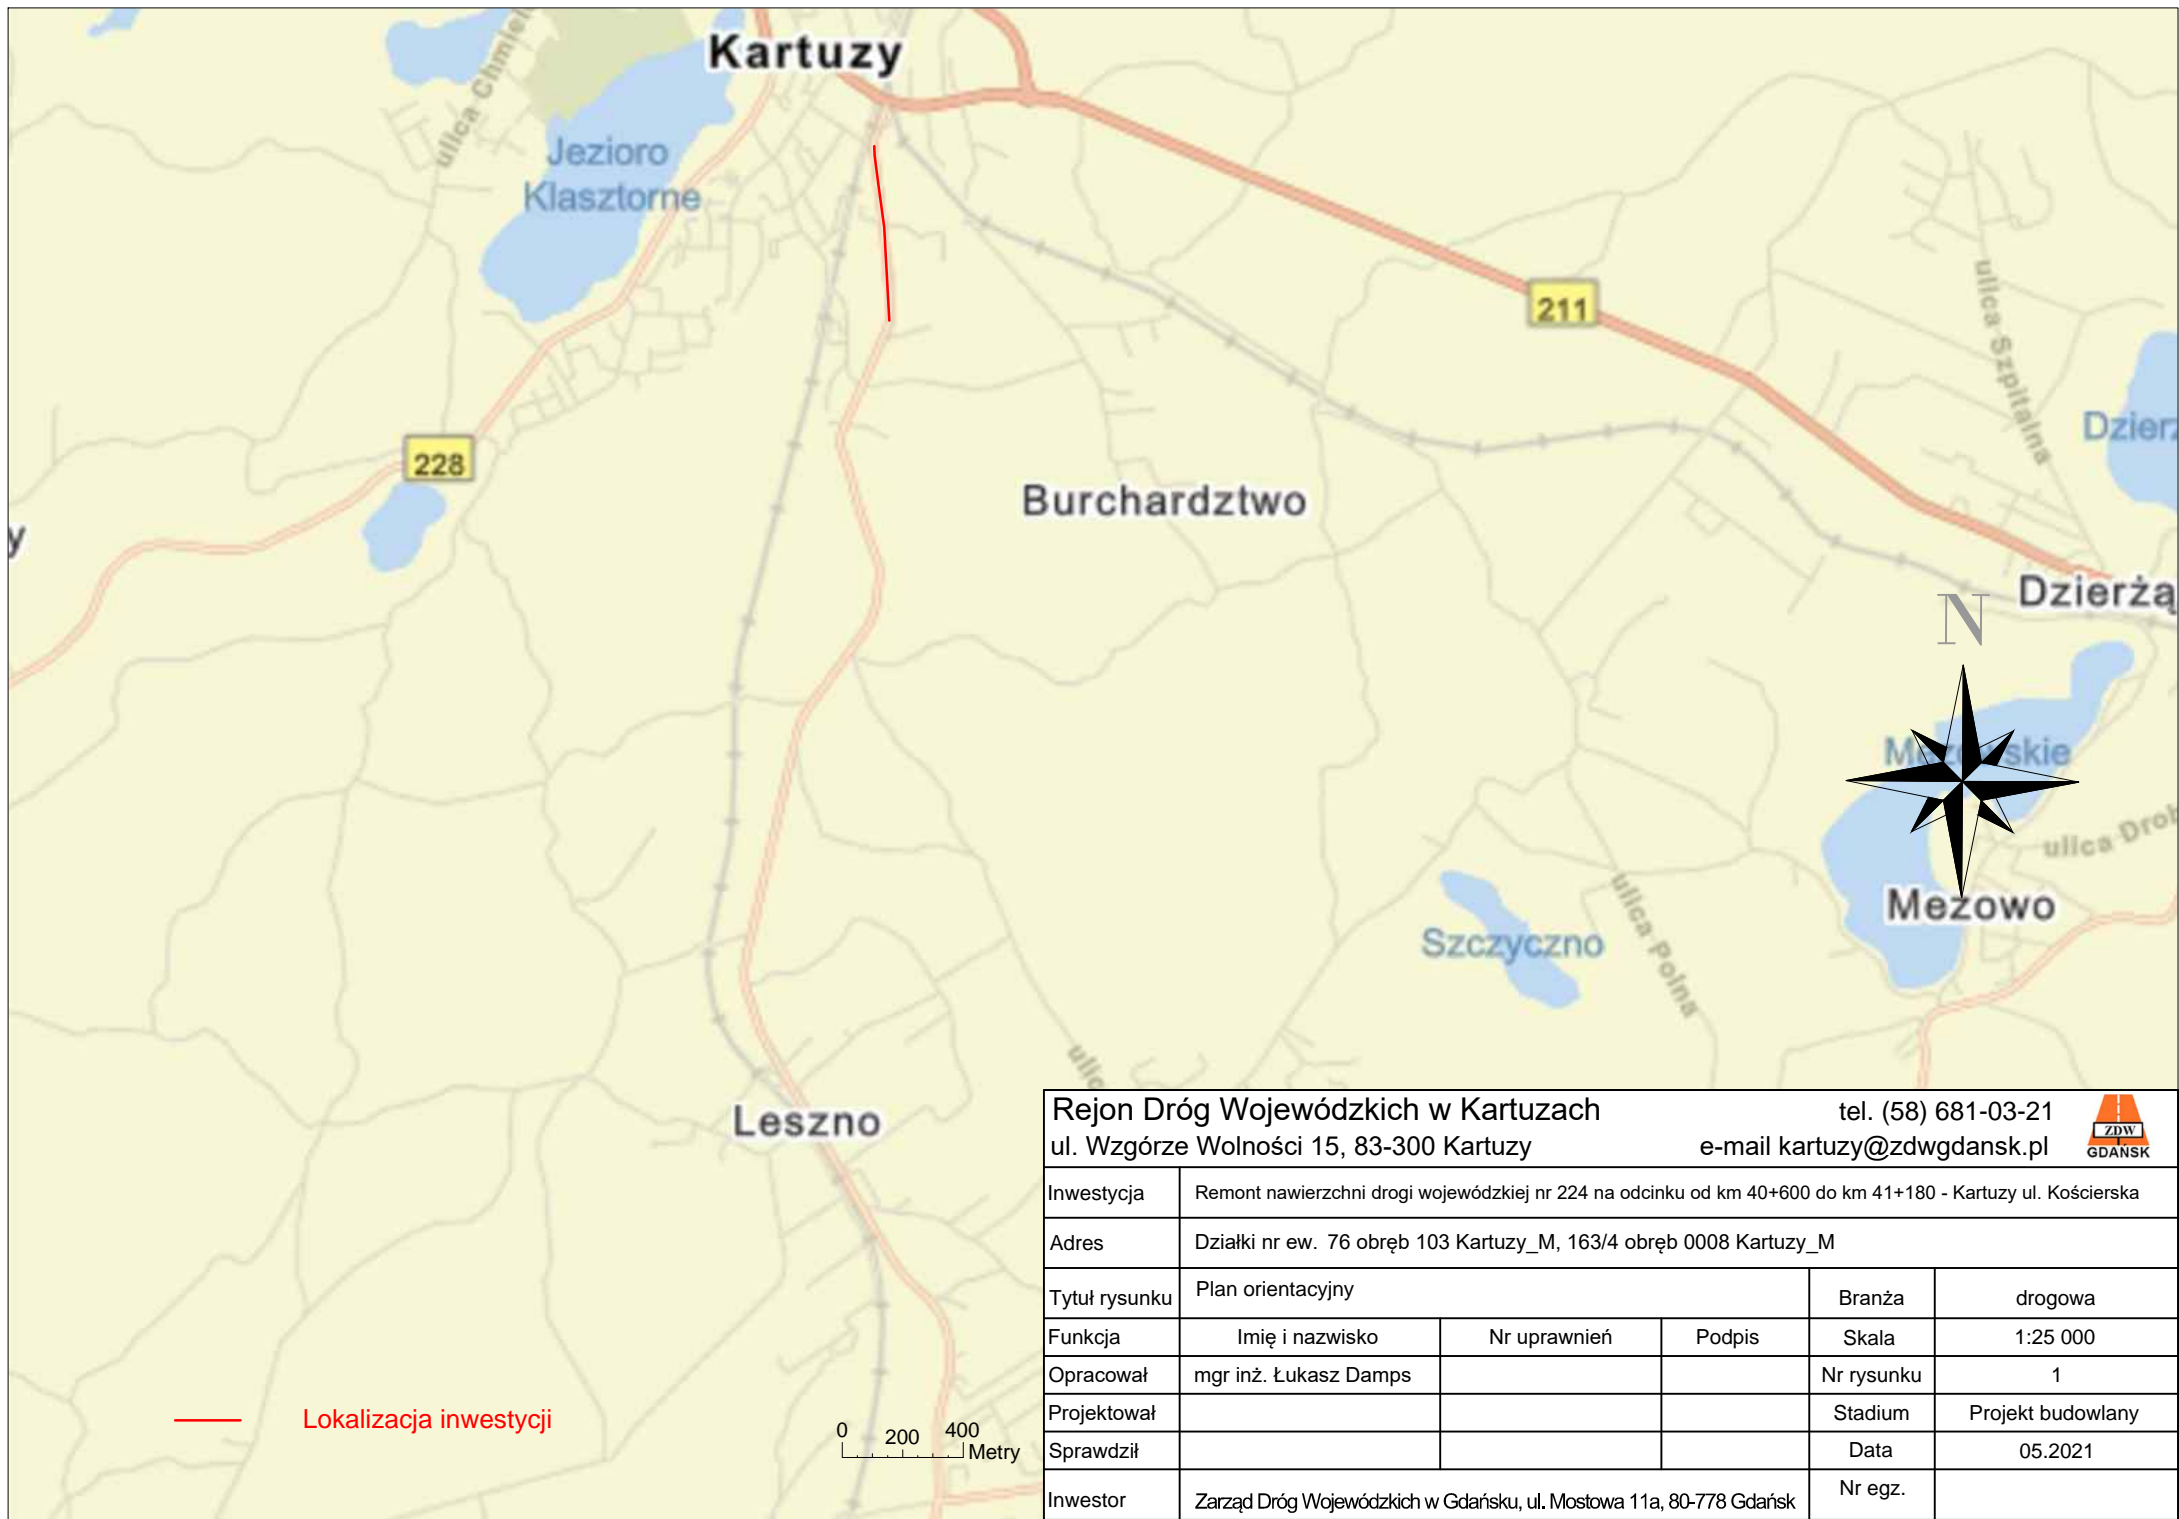 Kartuzy
ulica Chmiel
Jezioro
Klasztorne
211
ulica Szpitalna
Dzierż
228
Burchardztwo
y
Dzierżą
N
skie
ulica Drob
Mezowo
Szczyczno
ulica Polna
ulic
Leszno
Lokalizacja inwestycji
0 200 400
Metry
Rejon Dróg Wojewódzkich w Kartuzach tel. (58) 681-03-21
ul. Wzgórze Wolności 15, 83-300 Kartuzy e-mail kartuzy@zdwgdansk.pl
ZDW
GDAŃSK
Inwestycja Remont nawierzchni drogi wojewódzkiej nr 224 na odcinku od km 40+600 do km 41+180 - Kartuzy ul. Kościerska
Adres Działki nr ew. 76 obręb 103 Kartuzy_M, 163/4 obręb 0008 Kartuzy_M
Tytuł rysunku Plan orientacyjny Branża drogowa
Funkcja Imię i nazwisko Nr uprawnień Podpis Skala 1:25 000
Opracował mgr inż. Łukasz Damps Nr rysunku 1
Projektował Stadium Projekt budowlany
Sprawdził Data 05.2021
Inwestor Zarząd Dróg Wojewódzkich w Gdańsku, ul. Mostowa 11a, 80-778 Gdańsk Nr egz.